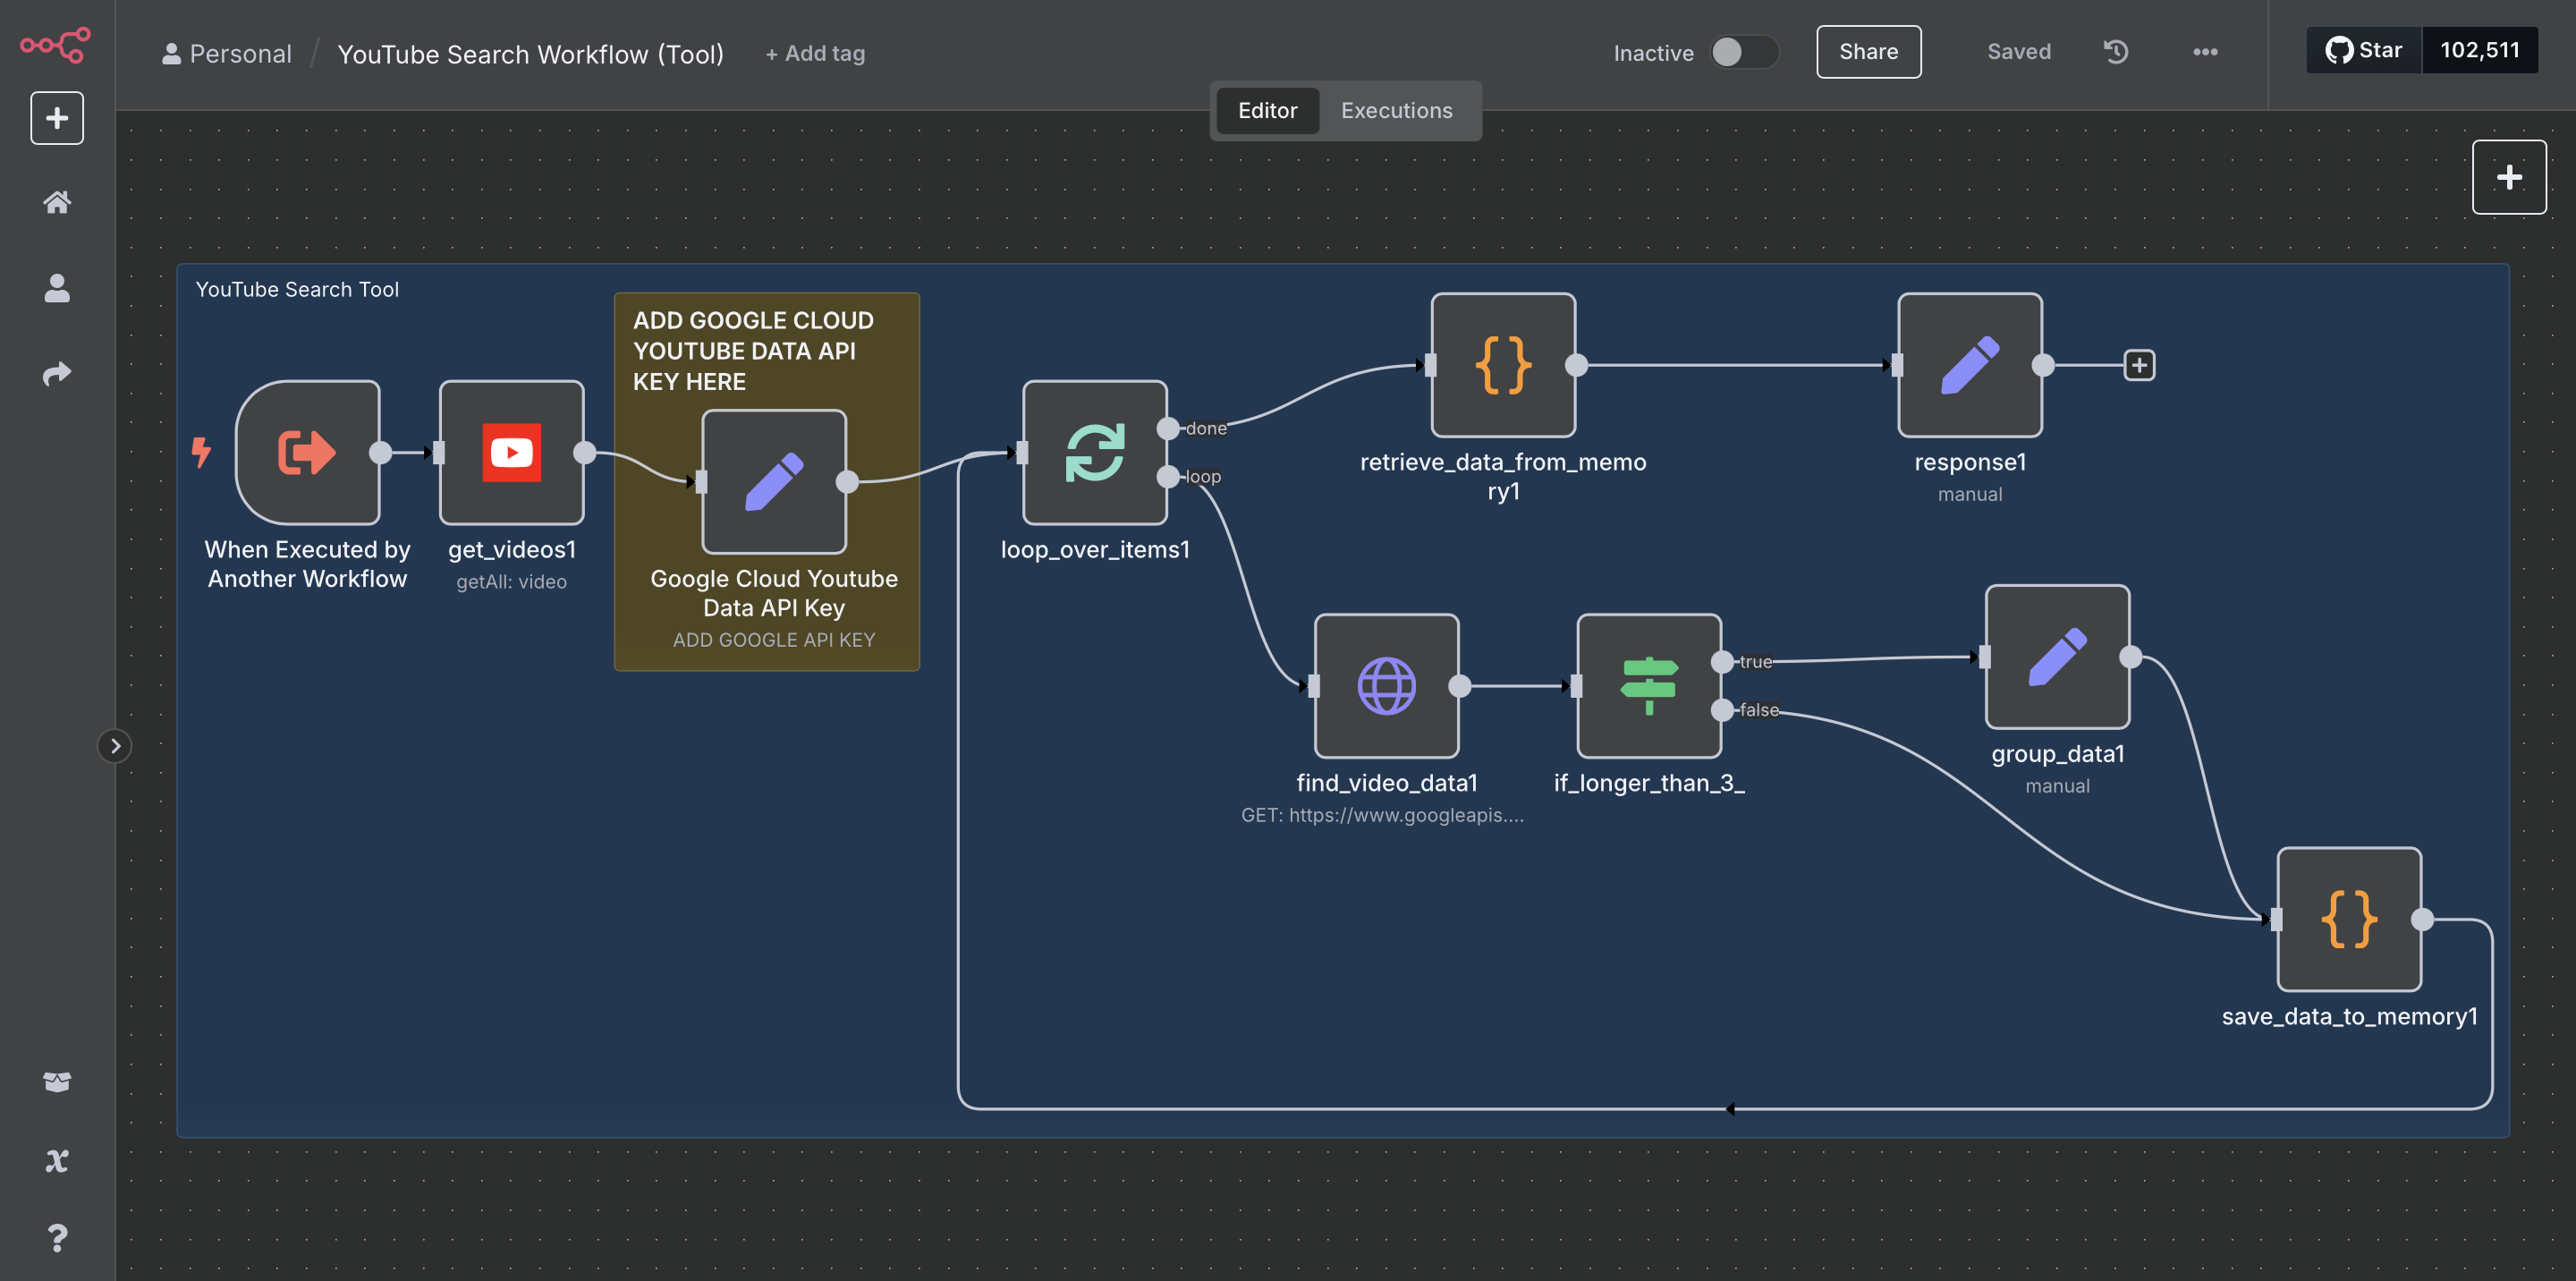 Personal / YouTube Search Workflow (Tool) + Add tag
Inactive Share Saved ••• Star 102,511
Editor Executions
YouTube Search Tool
ADD GOOGLE CLOUD
YOUTUBE DATA API
KEY HERE
When Executed by
Another Workflow
get_videos1
getAll: video
Google Cloud Youtube
Data API Key
ADD GOOGLE API KEY
loop_over_items1
done
loop
retrieve_data_from_memo
ry1
response1
manual
find_video_data1
GET: https://www.googleapis....
if_longer_than_3_
true
false
group_data1
manual
save_data_to_memory1